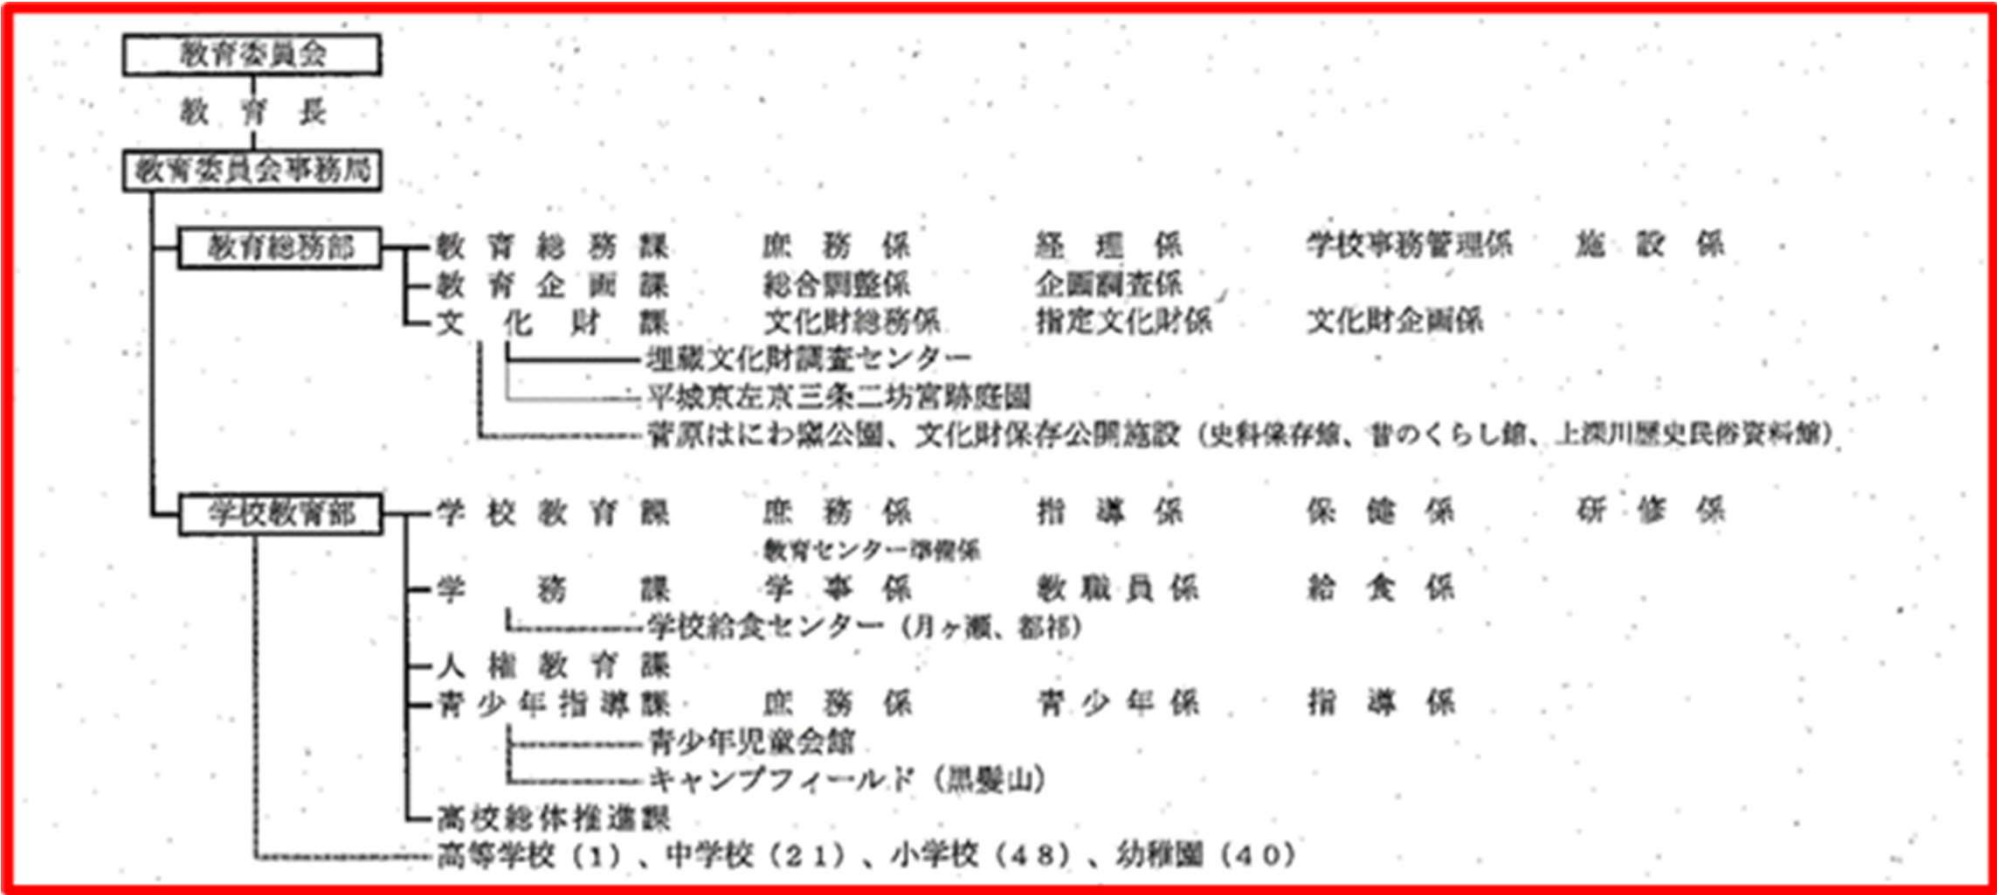 教育委員会
教育長
教育委員会事務局
教育総務部 教育総務課 庶務係 経理係 学校事務管理係 施設係
教育企画課 総合調整係 企画調査係
文化財課 文化財総務係 指定文化財係 文化財企画係
埋蔵文化財調査センター
平城京左京三条二坊宮跡庭園
菅原はにわ窯公園、文化財保存公開施設（史料保存館、昔のくらし館、上深川歴史民俗資料館）
学校教育部 学校教育課 庶務係 指導係 保健係 研修係
教育センター準備係
学務課 学事係 教職員係 給食係
学校給食センター（月ヶ瀬、都祁）
人権教育課
青少年指導課 庶務係 青少年係 指導係
青少年児童会館
キャンプフィールド（黒髪山）
高校総体推進課
高等学校（1）、中学校（21）、小学校（48）、幼稚園（40）